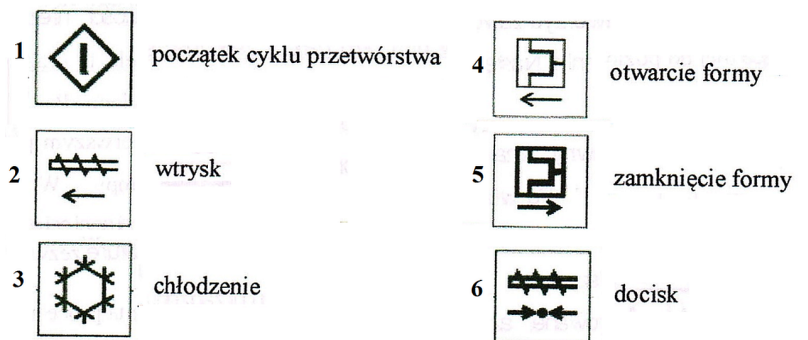 1 początek cyklu przetwórstwa
2 wtrysk
3 chłodzenie
4 otwarcie formy
5 zamknięcie formy
6 docisk